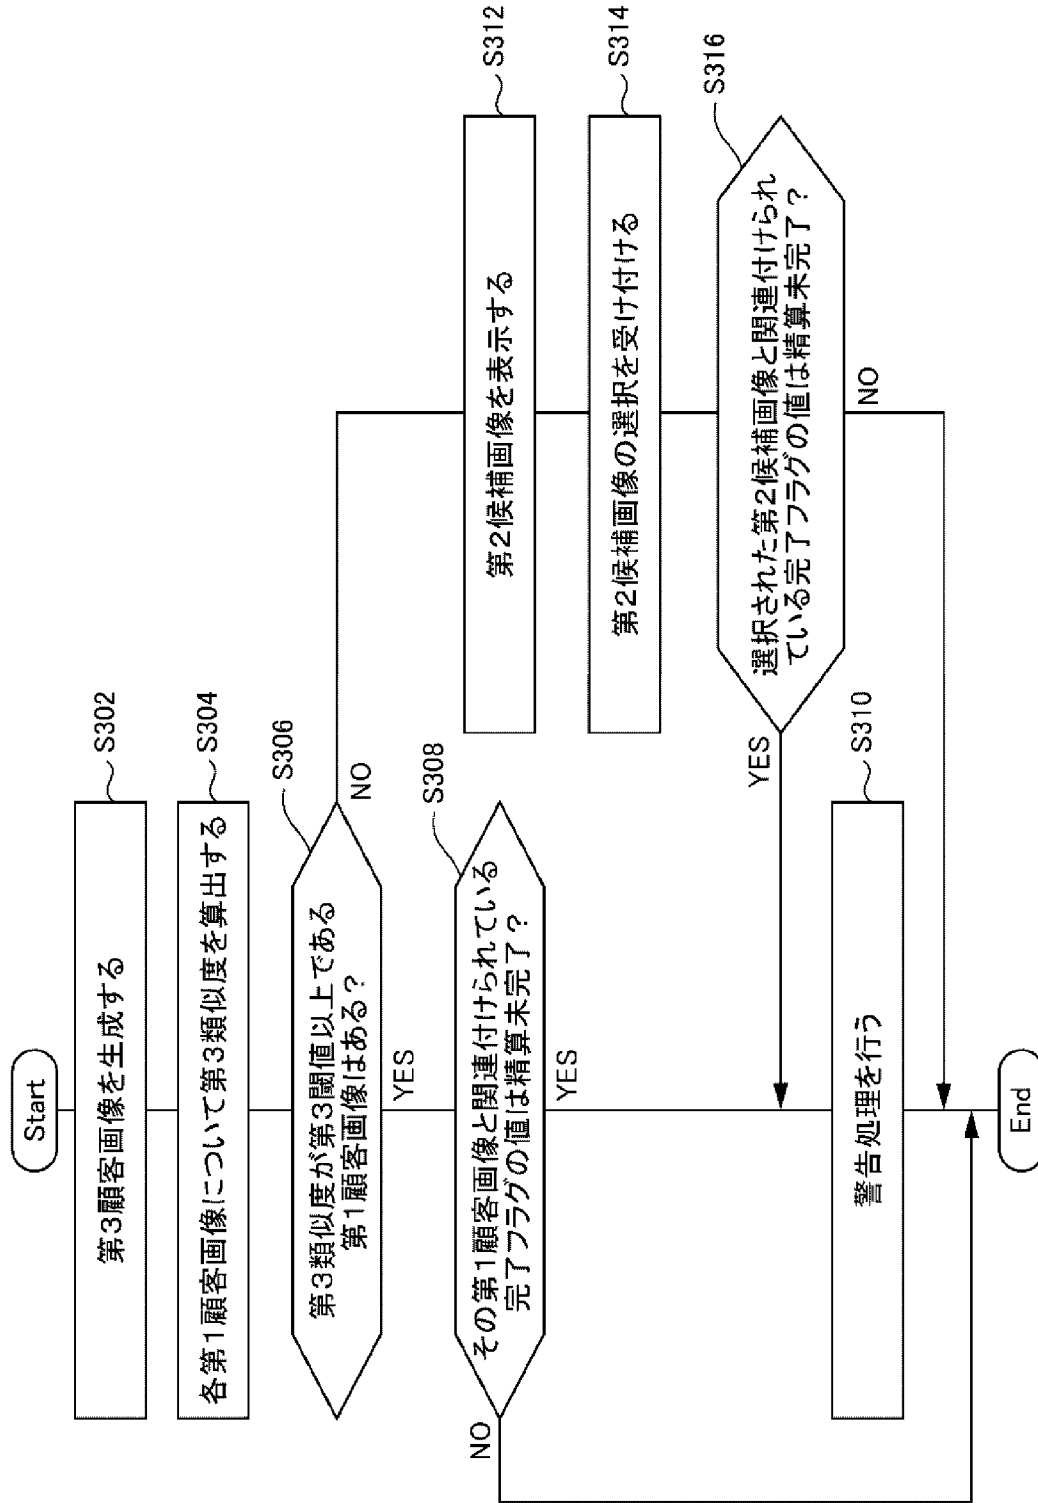 Start
第3顧客画像を生成する
S302
各第1顧客画像について第3類似度を算出する
S304
第3類似度が第3閾値以上である
第1顧客画像はある？
S306
YES
NO
その第1顧客画像と関連付けられている
完了フラグの値は精算未完了？
S308
YES
NO
第2候補画像を表示する
S312
第2候補画像の選択を受け付ける
S314
選択された第2候補画像と関連付けられ
ている完了フラグの値は精算未完了？
S316
YES
NO
警告処理を行う
S310
End